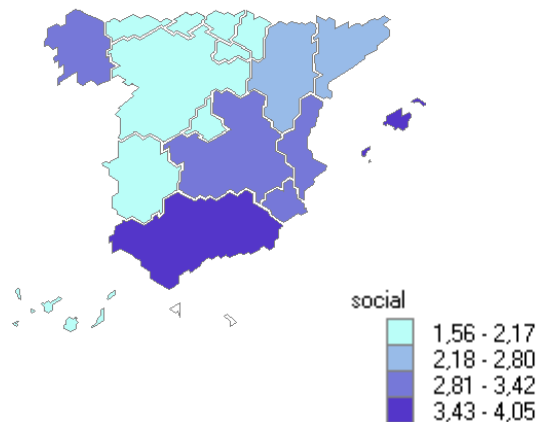 social
1,56 - 2,17
2,18 - 2,80
2,81 - 3,42
3,43 - 4,05